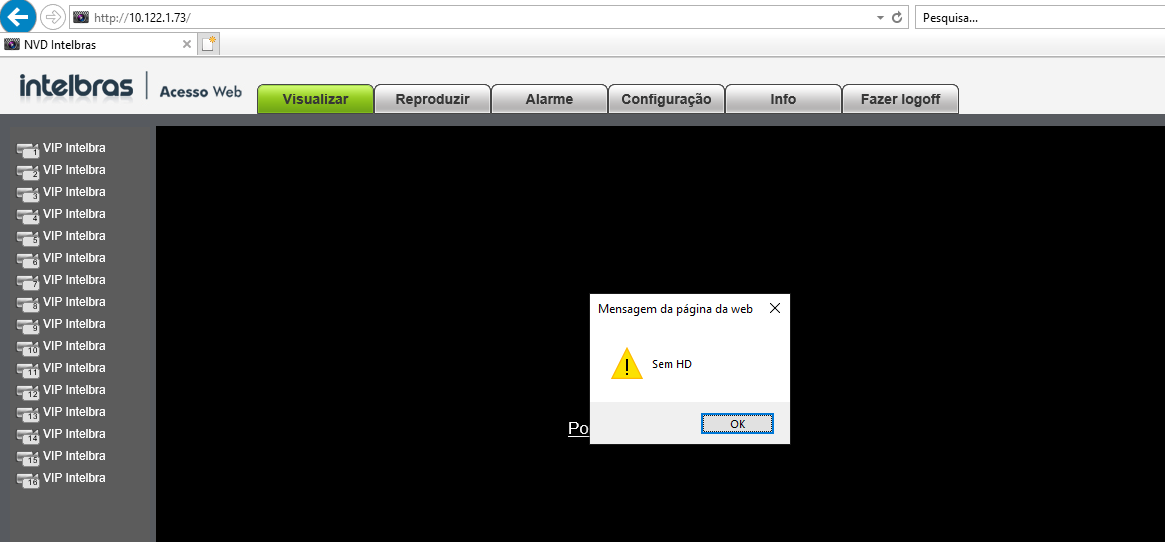 http://10.122.1.73/
Pesquisa...
NVD Intelbras
intelbras Acesso Web
Visualizar
Reproduzir
Alarme
Configuração
Info
Fazer logoff
1 VIP Intelbra
2 VIP Intelbra
3 VIP Intelbra
4 VIP Intelbra
5 VIP Intelbra
6 VIP Intelbra
7 VIP Intelbra
8 VIP Intelbra
9 VIP Intelbra
10 VIP Intelbra
11 VIP Intelbra
12 VIP Intelbra
13 VIP Intelbra
14 VIP Intelbra
15 VIP Intelbra
16 VIP Intelbra
Mensagem da página da web
Sem HD
OK
Po